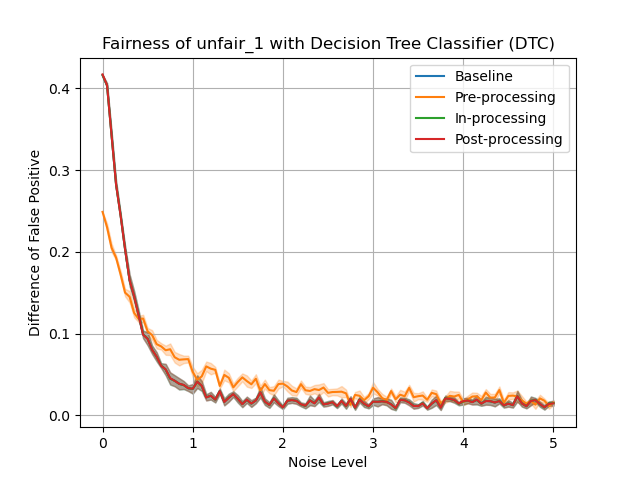 Fairness of unfair_1 with Decision Tree Classifier (DTC)
Baseline
Pre-processing
In-processing
Post-processing
Difference of False Positive
0.4
0.3
0.2
0.1
0.0
0 1 2 3 4 5
Noise Level